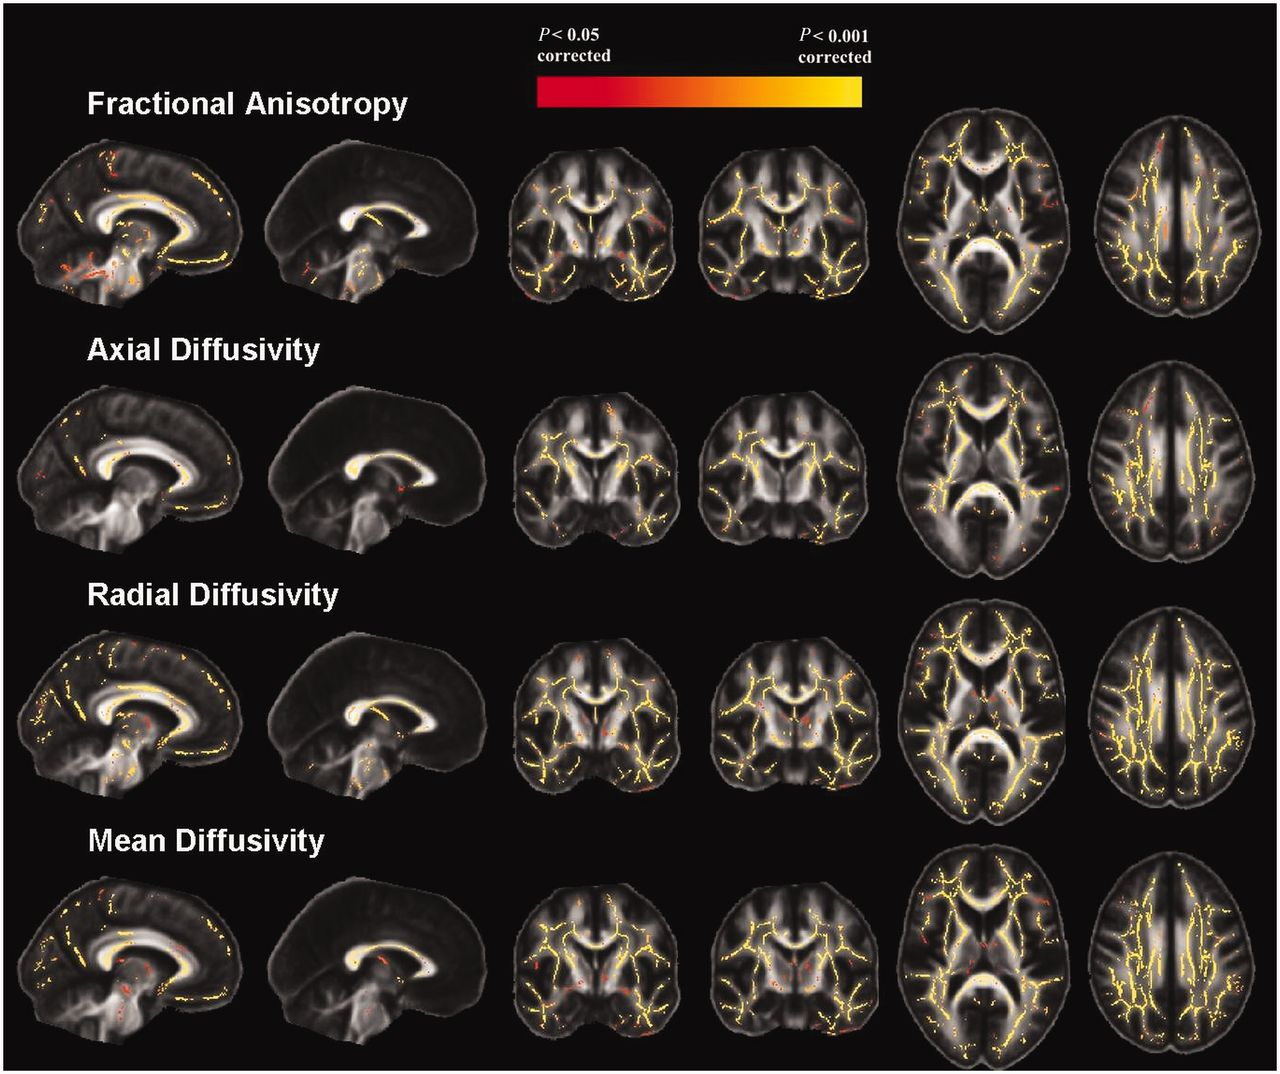 P < 0.05
corrected
P < 0.001
corrected
Fractional Anisotropy
Axial Diffusivity
Radial Diffusivity
Mean Diffusivity